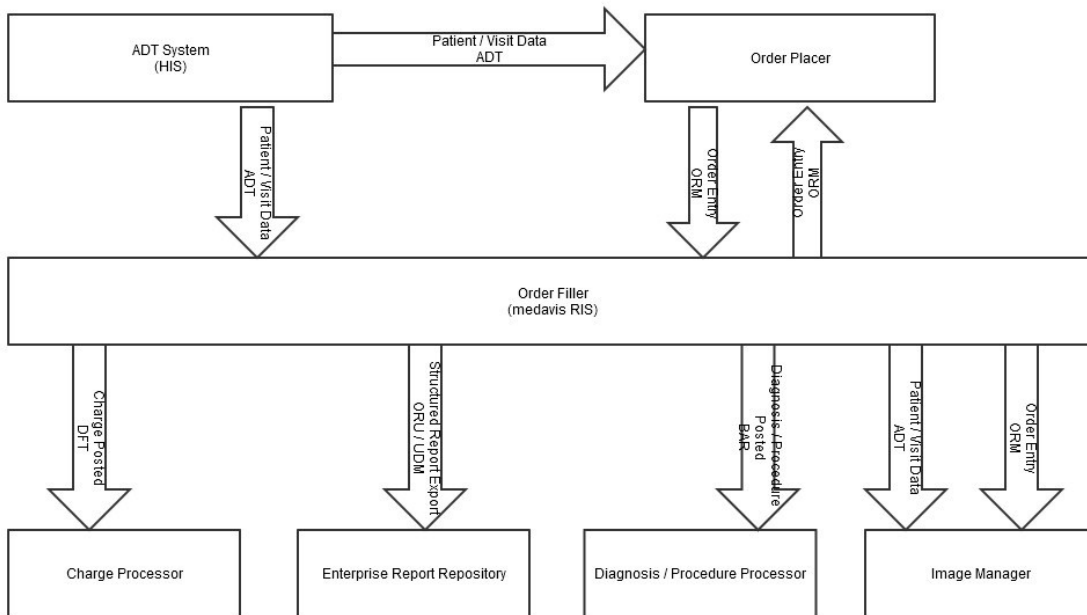 ADT System
(HIS)
Patient / Visit Data
ADT
Order Placer
Patient / Visit Data
ADT
Order Entry
ORM
Order Entry
ORM
Order Filler
(medavis RIS)
Charge Posted
DFT
Structured Report Export
ORU / UDM
Diagnosis / Procedure
Posted
BAR
Patient / Visit Data
ADT
Order Entry
ORM
Charge Processor
Enterprise Report Repository
Diagnosis / Procedure Processor
Image Manager